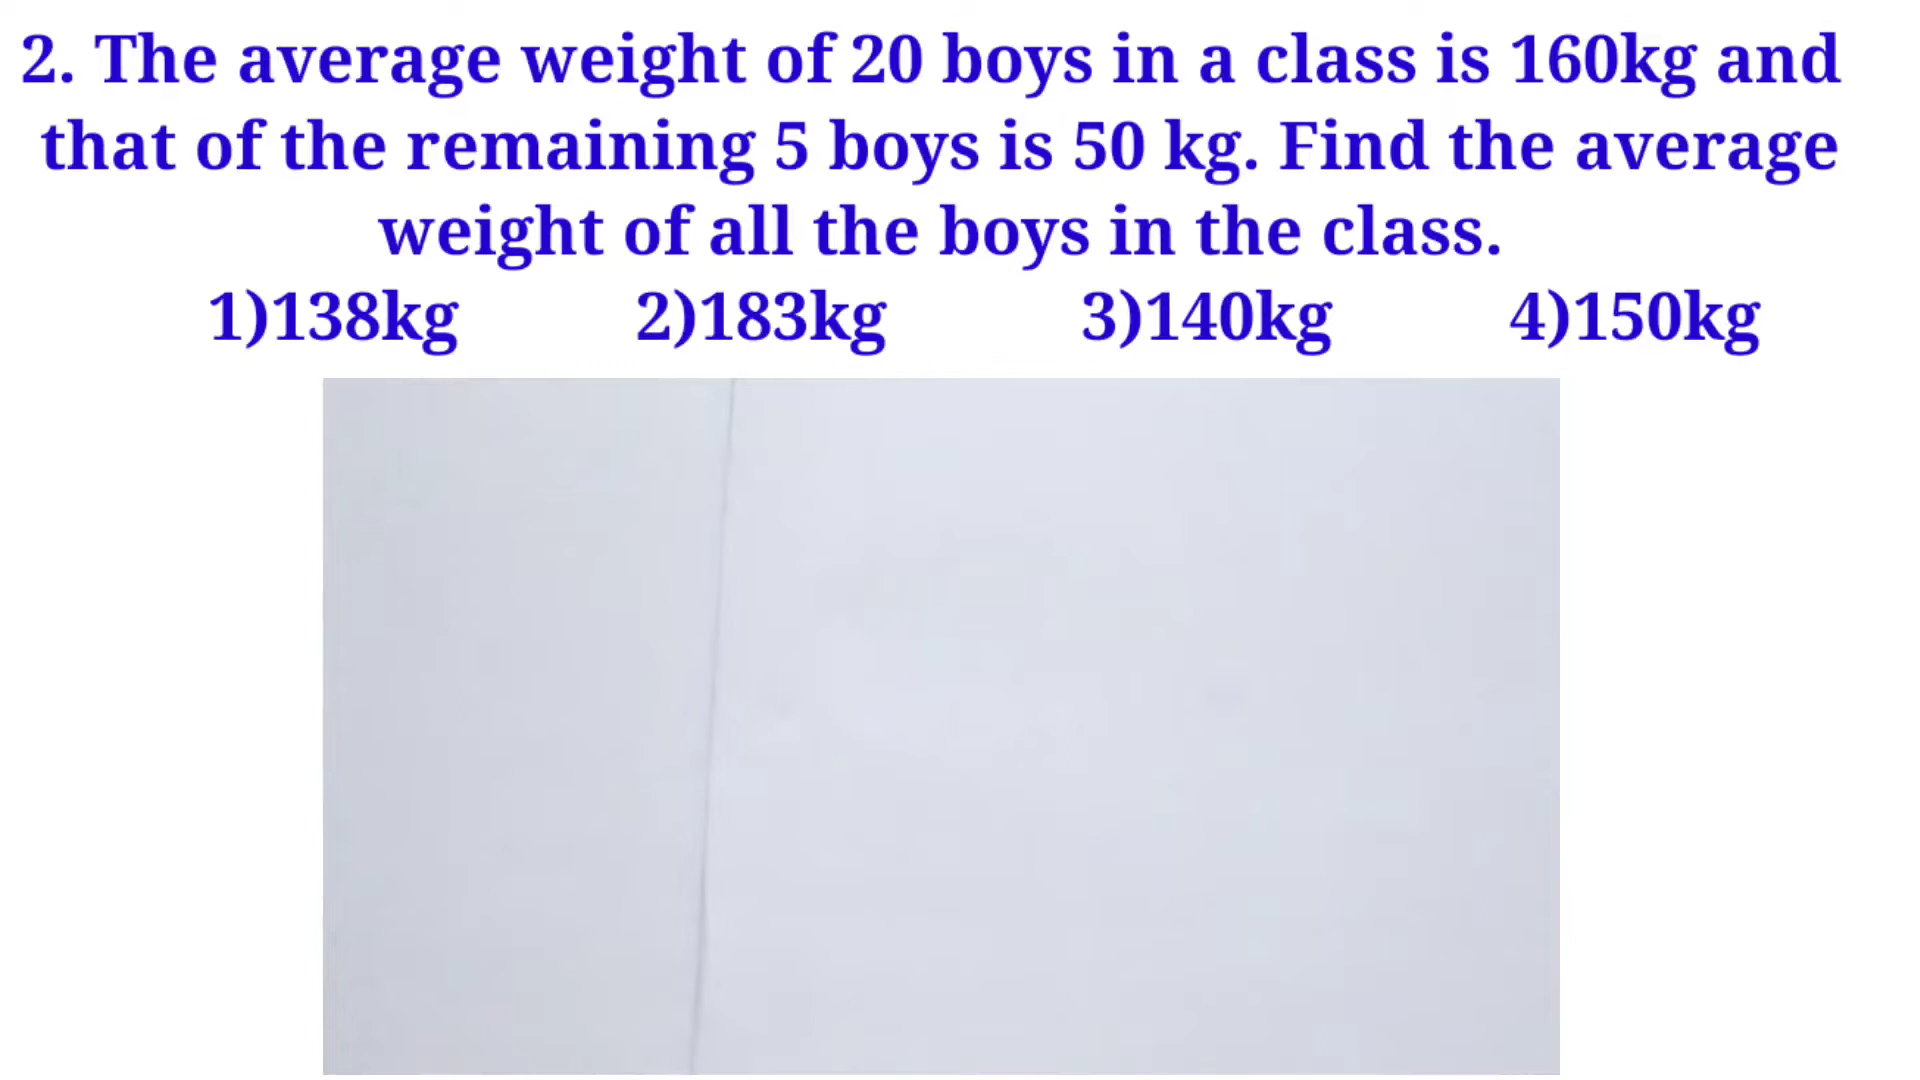 2. The average weight of 20 boys in a class is 160kg and
that of the remaining 5 boys is 50 kg. Find the average
weight of all the boys in the class.
1)138kg 2)183kg 3)140kg 4)150kg